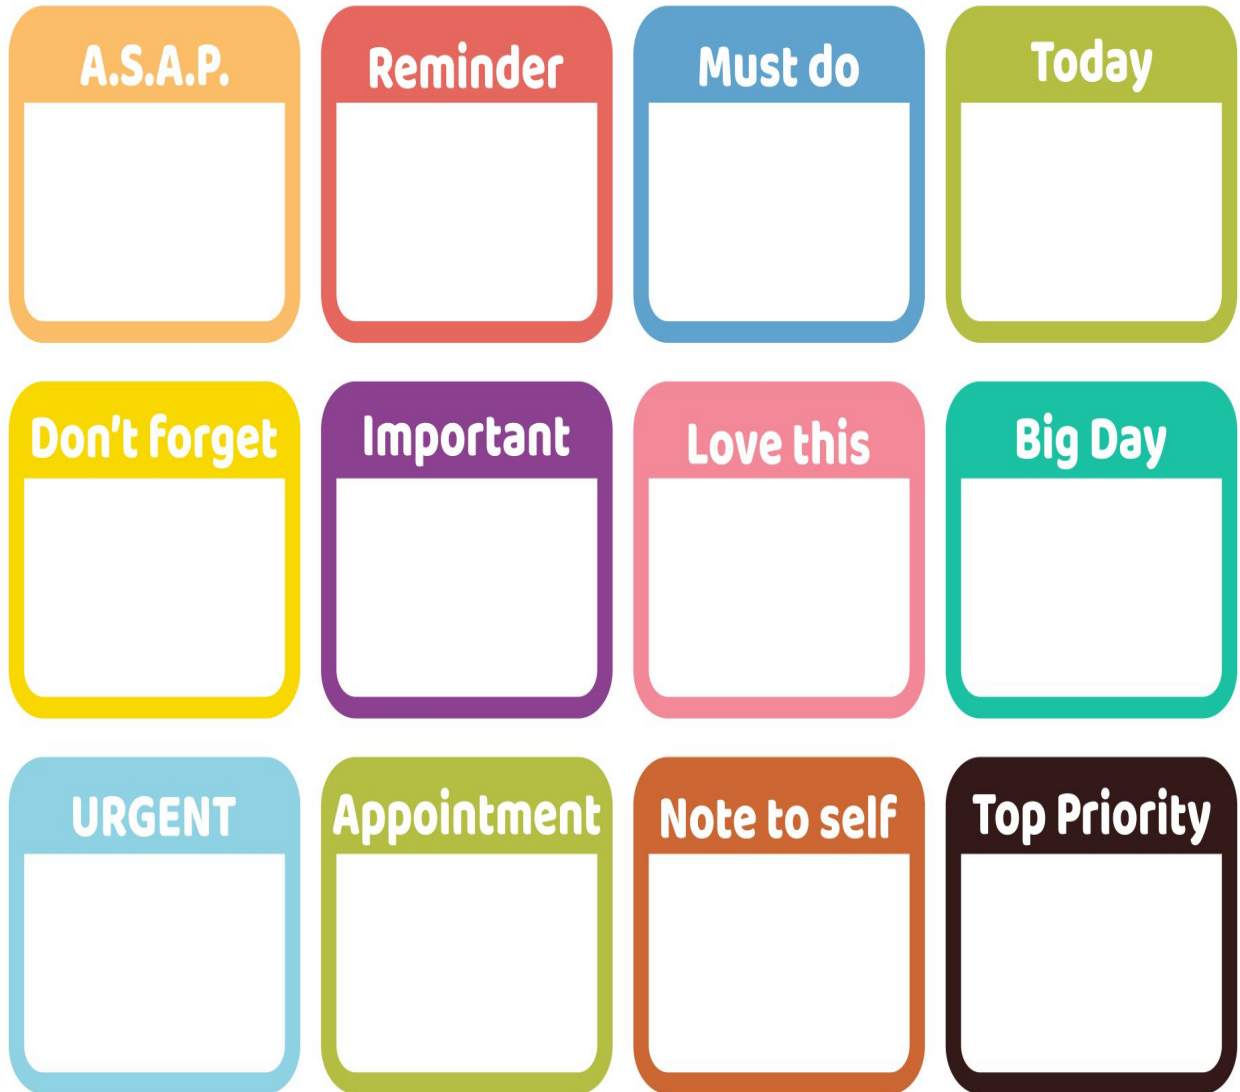 A.S.A.P.
Reminder
Must do
Today
Don't forget
Important
Love this
Big Day
URGENT
Appointment
Note to self
Top Priority